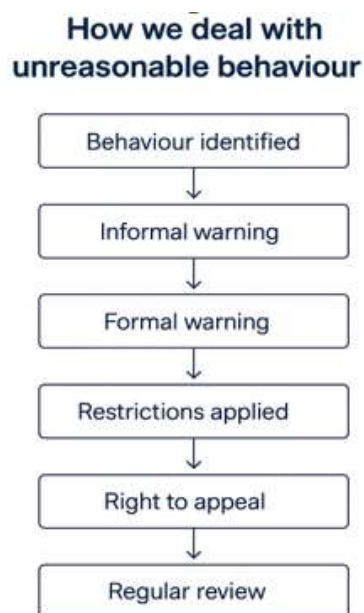 How we deal with
unreasonable behaviour
Behaviour identified
Informal warning
Formal warning
Restrictions applied
Right to appeal
Regular review